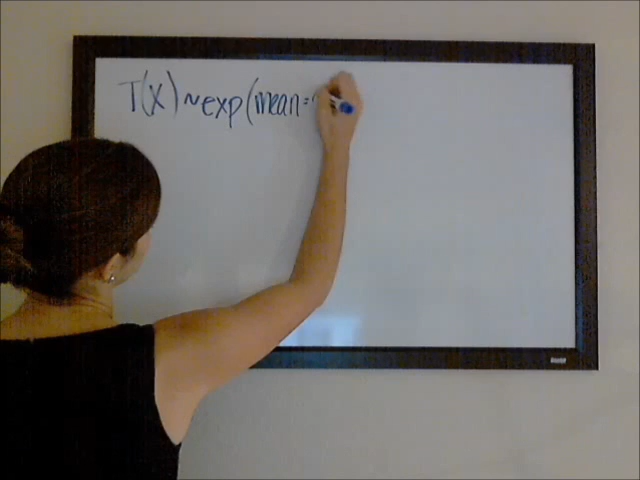 T(X) ~ exp(mean =